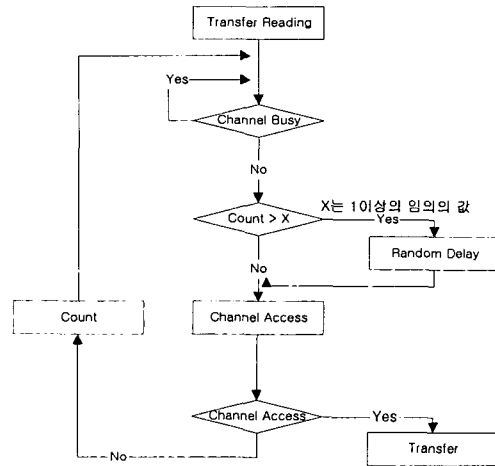 Transfer Reading
Yes
Channel Busy
No
X는 1이상의 임의의 값
Count > X
Yes
Random Delay
No
Count
Channel Access
Channel Access
Yes
No
Transfer